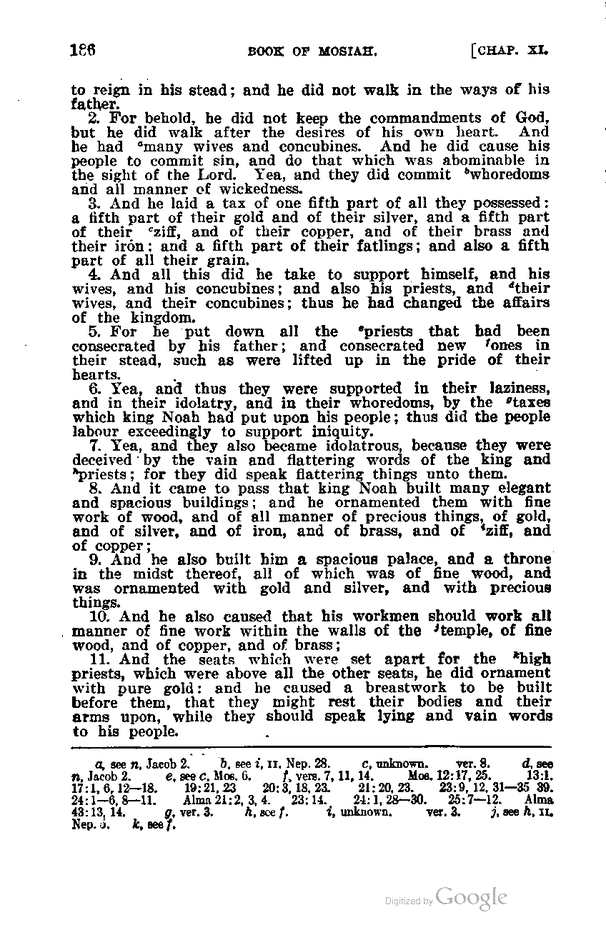 186 BOOK OF MOSIAH. [CHAP. XI.
to reign in his stead; and he did not walk in the ways of his
father.
2. For behold, he did not keep the commandments of God,
but he did walk after the desires of his own heart. And
he had ᵃmany wives and concubines. And he did cause his
people to commit sin, and do that which was abominable in
the sight of the Lord. Yea, and they did commit ᵇwhoredoms
and all manner of wickedness.
3. And he laid a tax of one fifth part of all they possessed:
a fifth part of their gold and of their silver, and a fifth part
of their ᶜziff, and of their copper, and of their brass and
their iron: and a fifth part of their fatlings; and also a fifth
part of all their grain.
4. And all this did he take to support himself, and his
wives, and his concubines; and also his priests, and ᵈtheir
wives, and their concubines; thus he had changed the affairs
of the kingdom.
5. For he put down all the ᵉpriests that had been
consecrated by his father; and consecrated new ᶠones in
their stead, such as were lifted up in the pride of their
hearts.
6. Yea, and thus they were supported in their laziness,
and in their idolatry, and in their whoredoms, by the ᵍtaxes
which king Noah had put upon his people; thus did the people
labour exceedingly to support iniquity.
7. Yea, and they also became idolatrous, because they were
deceived by the vain and flattering words of the king and
ʰpriests; for they did speak flattering things unto them.
8. And it came to pass that king Noah built many elegant
and spacious buildings; and he ornamented them with fine
work of wood, and of all manner of precious things, of gold,
and of silver, and of iron, and of brass, and of ⁱziff, and
of copper;
9. And he also built him a spacious palace, and a throne
in the midst thereof, all of which was of fine wood, and
was ornamented with gold and silver, and with precious
things.
10. And he also caused that his workmen should work all
manner of fine work within the walls of the ʲtemple, of fine
wood, and of copper, and of brass;
11. And the seats which were set apart for the ᵏhigh
priests, which were above all the other seats, he did ornament
with pure gold: and he caused a breastwork to be built
before them, that they might rest their bodies and their
arms upon, while they should speak lying and vain words
to his people.
a, see n, Jacob 2. b, see i, II. Nep. 28. c, unknown. ver. 8. d, see
n, Jacob 2. e, see c, Mos. 6. f, vers. 7, 11, 14. Mos. 12:17, 25. 13:1.
17:1, 6, 12—18. 19:21, 23 20:3, 18, 23. 21:20, 23. 23:9, 12, 31—35 39.
24:1—6, 8—11. Alma 21:2, 3, 4. 23:14. 24:1, 28—30. 25:7—12. Alma
43:13, 14. g, ver. 3. h, see f. i, unknown. ver. 3. j, see h, II.
Nep. k, see f.
Digitized by Google